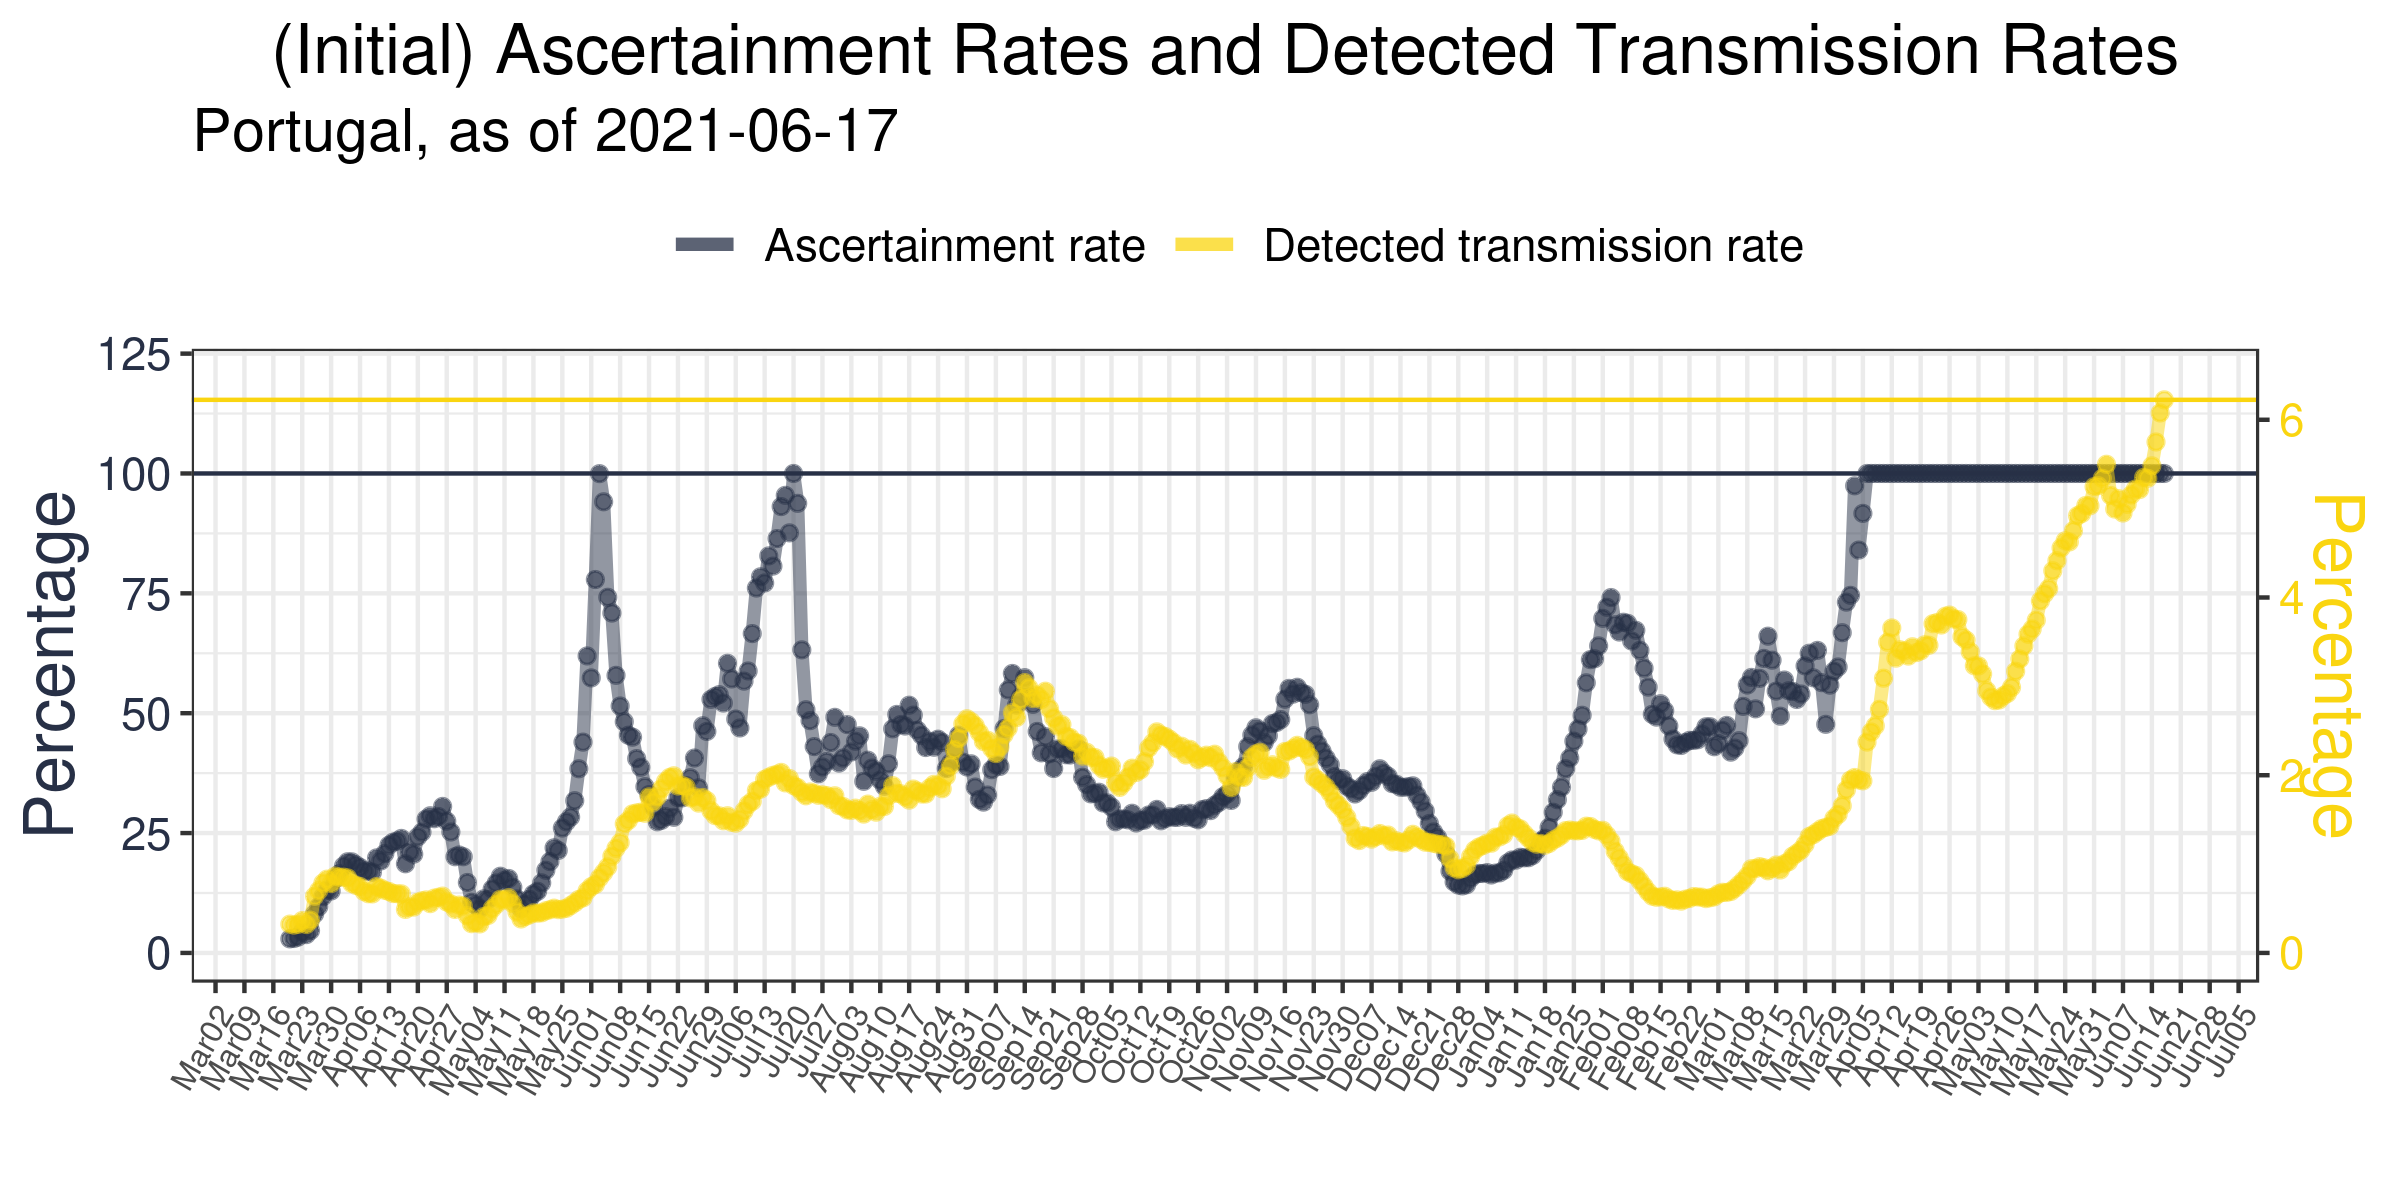 (Initial) Ascertainment Rates and Detected Transmission Rates
Portugal, as of 2021-06-17
Ascertainment rate
Detected transmission rate
Percentage
125
100
75
50
25
0
6
4
2
0
Percentage
Mar02
Mar09
Mar16
Mar23
Mar30
Apr06
Apr13
Apr20
Apr27
May04
May11
May18
May25
Jun01
Jun08
Jun15
Jun22
Jun29
Jul06
Jul13
Jul20
Jul27
Aug03
Aug10
Aug17
Aug24
Aug31
Sep07
Sep14
Sep21
Sep28
Oct05
Oct12
Oct19
Oct26
Nov02
Nov09
Nov16
Nov23
Nov30
Dec07
Dec14
Dec21
Dec28
Jan04
Jan11
Jan18
Jan25
Feb01
Feb08
Feb15
Feb22
Mar01
Mar08
Mar15
Mar22
Mar29
Apr05
Apr12
Apr19
Apr26
May03
May10
May17
May24
May31
Jun07
Jun14
Jun21
Jun28
Jul05